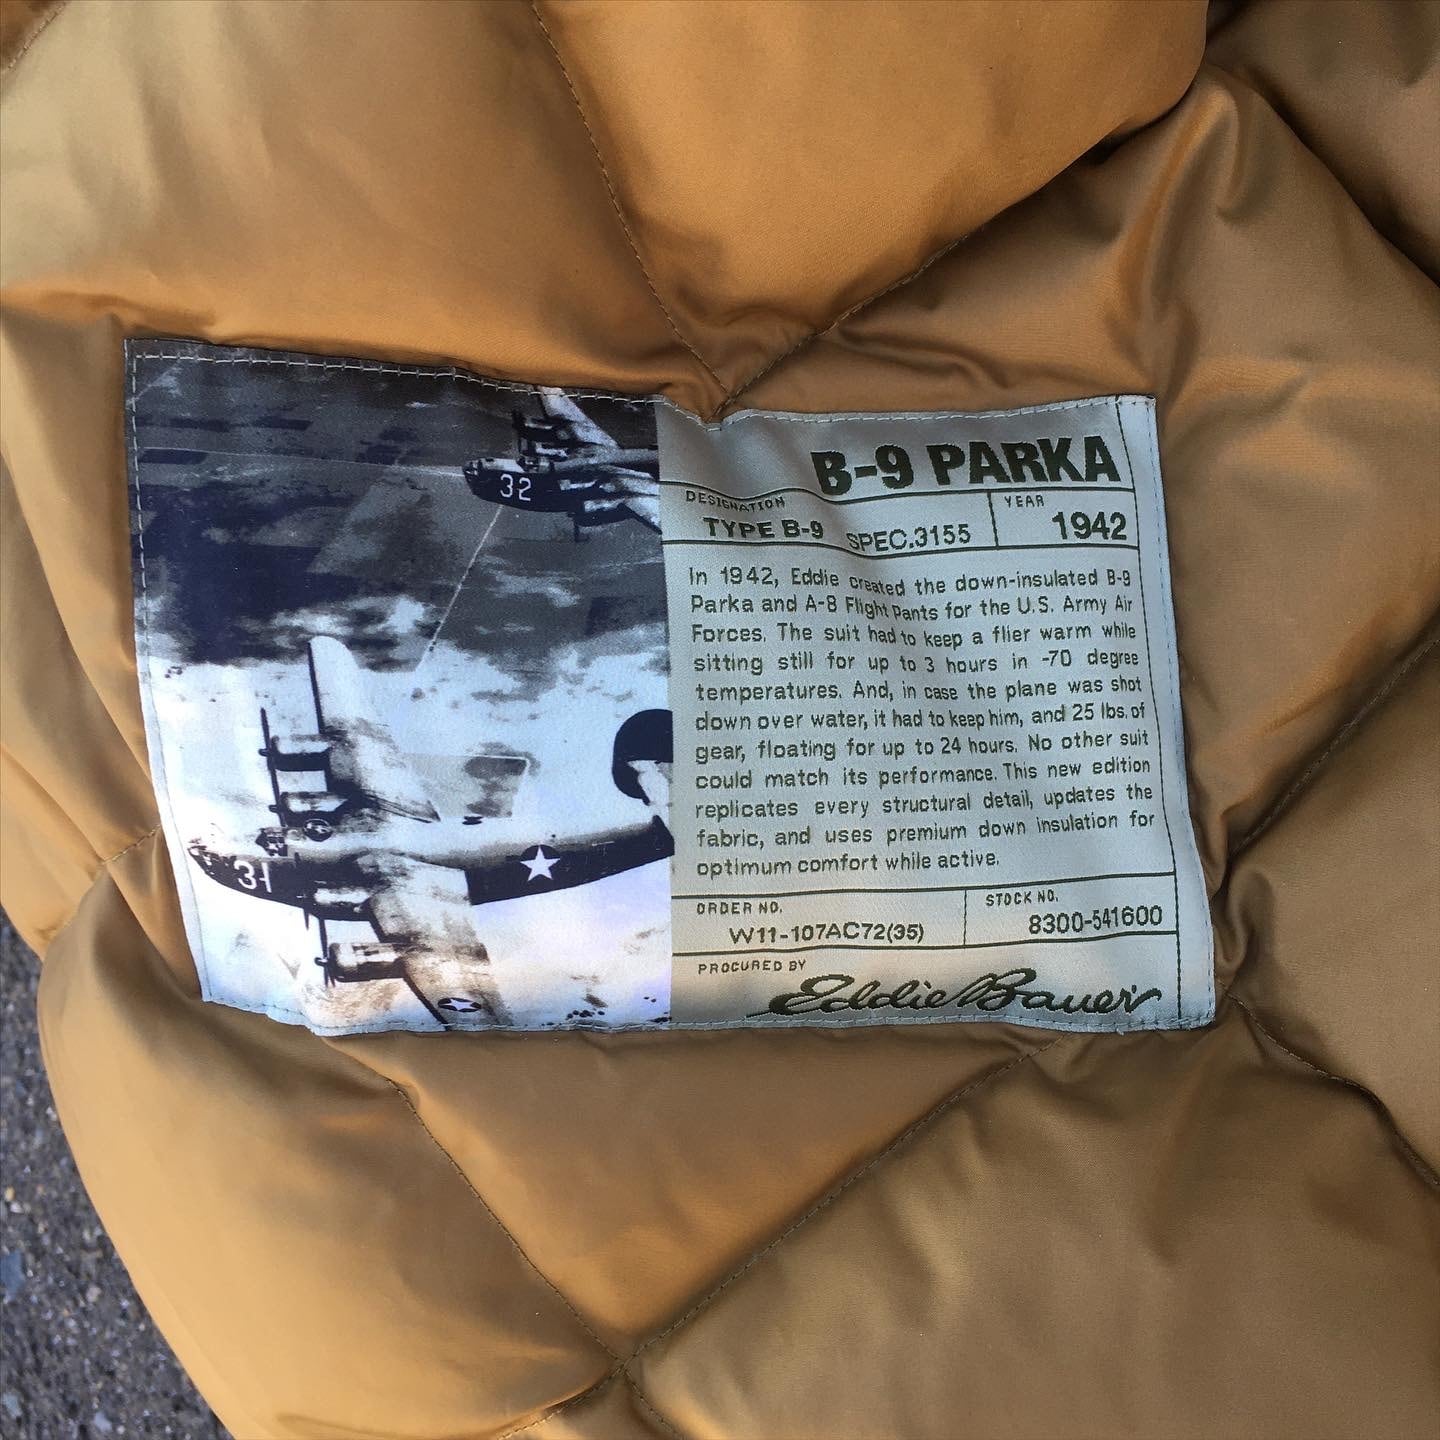 32
31
B-9 PARKA
DESIGNATION
TYPE B-9 SPEC.3155
YEAR
1942
In 1942, Eddie created the down-insulated B-9
Parka and A-8 Flight Pants for the U.S. Army Air
Forces. The suit had to keep a flier warm while
sitting still for up to 3 hours in -70 degree
temperatures. And, in case the plane was shot
down over water, it had to keep him, and 25 lbs. of
gear, floating for up to 24 hours. No other suit
could match its performance. This new edition
replicates every structural detail, updates the
fabric, and uses premium down insulation for
optimum comfort while active.
ORDER NO.
W11-107AC72(35)
STOCK NO.
8300-541600
PROCURED BY
Eddie Bauer